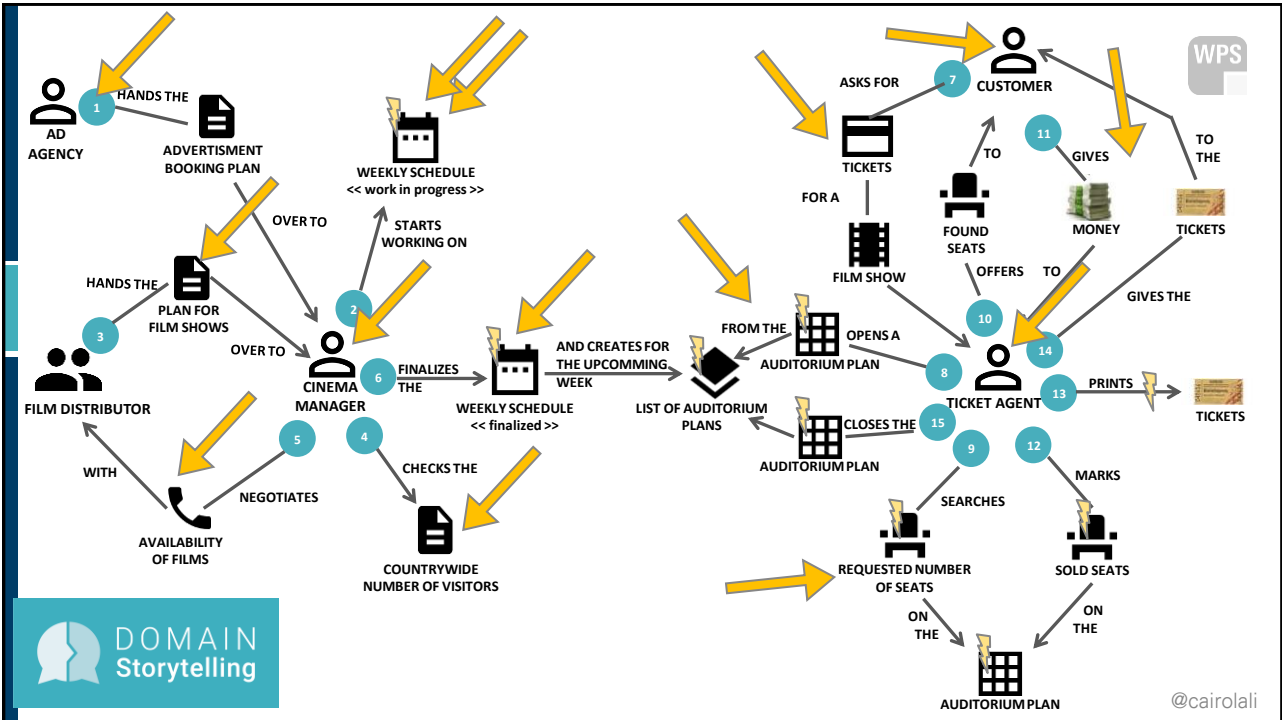 WPS
1
HANDS THE
AD
AGENCY
ADVERTISMENT
BOOKING PLAN
OVER TO
WEEKLY SCHEDULE
<< work in progress >>
STARTS
WORKING ON
2
HANDS THE
3
PLAN FOR
FILM SHOWS
OVER TO
FILM DISTRIBUTOR
CINEMA
MANAGER
6
FINALIZES
THE
WEEKLY SCHEDULE
<< finalized >>
AND CREATES FOR
THE UPCOMMING
WEEK
LIST OF AUDITORIUM
PLANS
5
4
WITH
NEGOTIATES
AVAILABILITY
OF FILMS
CHECKS THE
COUNTRYWIDE
NUMBER OF VISITORS
7
ASKS FOR
CUSTOMER
TICKETS
FOR A
FILM SHOW
TO
FOUND
SEATS
OFFERS
10
11
GIVES
MONEY
TO
TO
THE
TICKETS
GIVES THE
14
FROM THE
AUDITORIUM PLAN
OPENS A
8
TICKET AGENT
13
PRINTS
TICKETS
15
CLOSES THE
AUDITORIUM PLAN
9
SEARCHES
REQUESTED NUMBER
OF SEATS
ON
THE
12
MARKS
SOLD SEATS
ON
THE
AUDITORIUM PLAN
DOMAIN
Storytelling
@cairolali